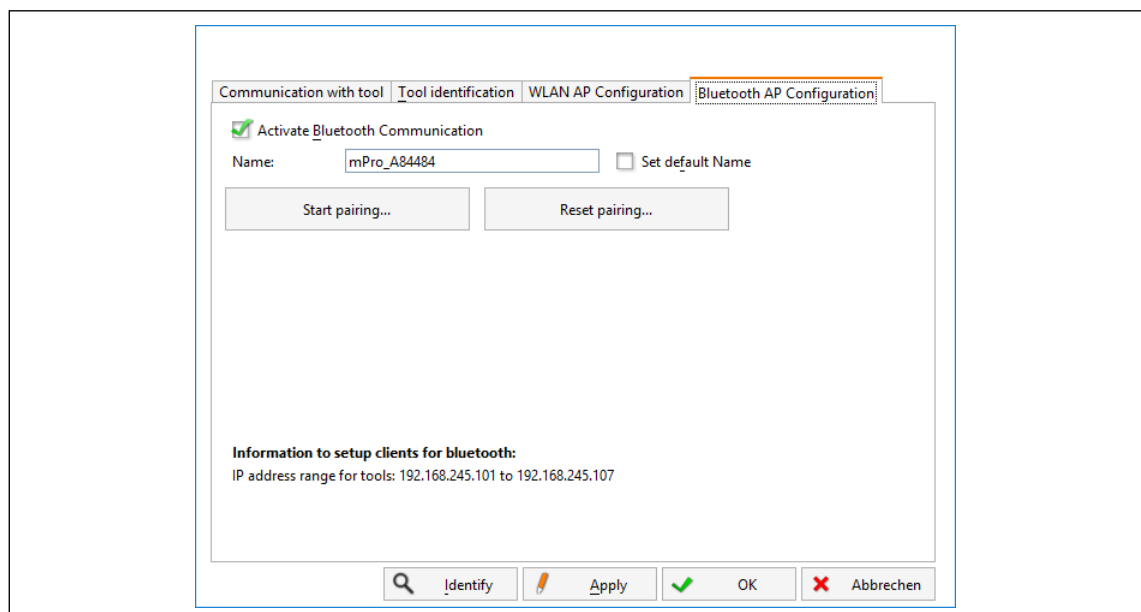 Communication with tool Tool identification WLAN AP Configuration Bluetooth AP Configuration
Activate Bluetooth Communication
Name: mPro_A84484 Set default Name
Start pairing... Reset pairing...
Information to setup clients for bluetooth:
IP address range for tools: 192.168.245.101 to 192.168.245.107
Identify Apply OK Abbrechen